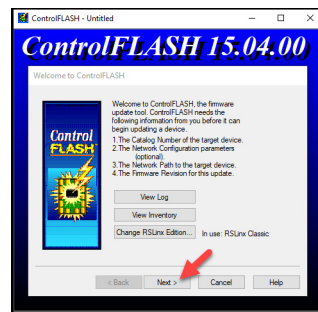 ControlFLASH - Untitled
ControlFLASH 15.04.00
Welcome to ControlFLASH
Control
FLASH
Welcome to ControlFLASH, the firmware
update tool. ControlFLASH needs the
following information from you before it can
begin updating a device.
1.The Catalog Number of the target device.
2.The Network Configuration parameters
(optional).
3.The Network Path to the target device.
4.The Firmware Revision for this update.
View Log
View Inventory
Change RSLinx Edition... In use: RSLinx Classic
< Back Next > Cancel Help